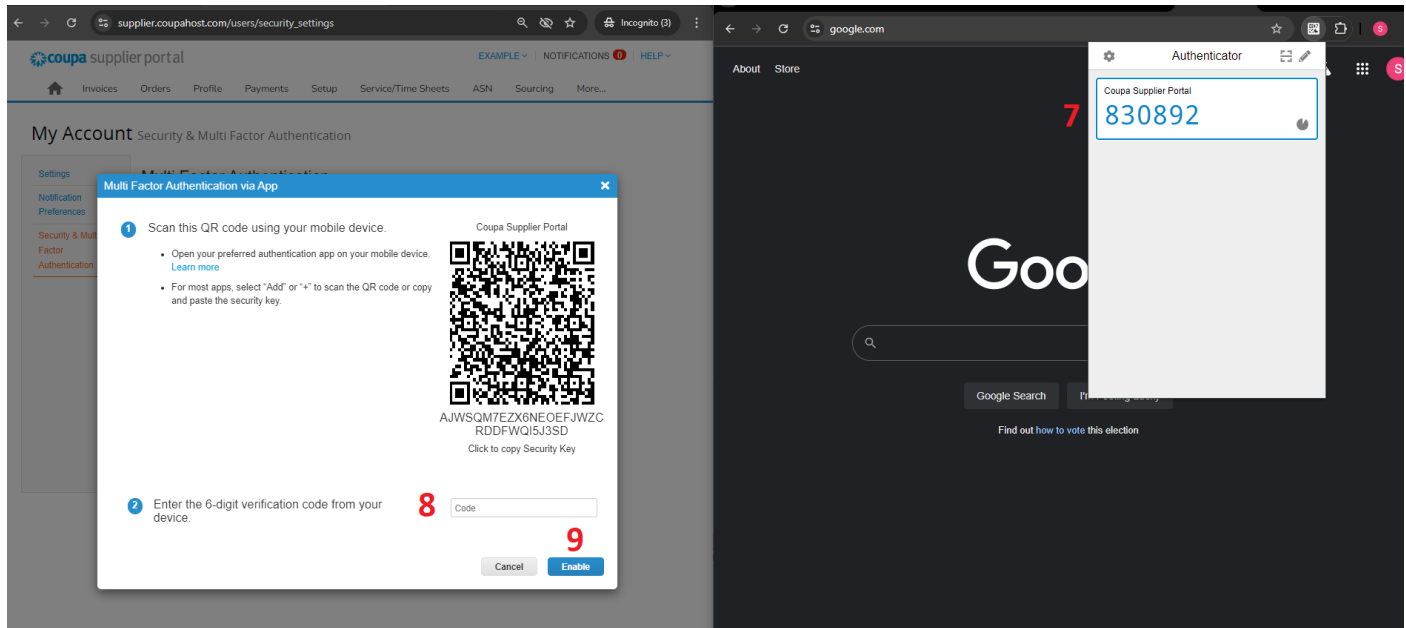 supplier.coupahost.com/users/security_settings
Incognito (3)
coupa supplier portal
EXAMPLE
NOTIFICATIONS 0
HELP
Invoices Orders Profile Payments Setup Service/Time Sheets ASN Sourcing More...
My Account Security & Multi Factor Authentication
Settings
Notification
Preferences
Security & Mult
Factor
Authentication
Multi Factor Authentication
Multi Factor Authentication via App
1 Scan this QR code using your mobile device.
• Open your preferred authentication app on your mobile device.
Learn more
• For most apps, select "Add" or "+" to scan the QR code or copy
and paste the security key.
Coupa Supplier Portal
AJWSQM7EZX6NEOEFJWZC
RDDFWQI5J3SD
Click to copy Security Key
2 Enter the 6-digit verification code from your
device.
8
Code
9
Cancel
Enable
google.com
S
About Store
S
Authenticator
7
Coupa Supplier Portal
830892
Goo
Google Search
Find out how to vote this election